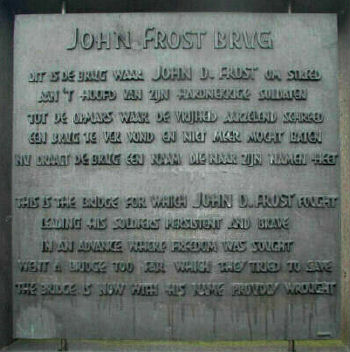 JOHN FROST BRUG
DIT IS DE BRUG WAAR JOHN D. FROST OM STREED
AAN 'T HOOFD VAN ZIJN HARDNEKKIGE SOLDATEN
TOT DE OPMARS WAAR DE VRIJHEID AARZELEND SCHREED
EEN BRUG TE VER VOND EN NIET MEER MOCHT BATEN
NU DRAAGT DE BRUG EEN NAAM DIE NAAR ZIJN NAMEN HEET
THIS IS THE BRIDGE FOR WHICH JOHN D. FROST FOUGHT
LEADING HIS SOLDIERS PERSISTENT AND BRAVE
IN AN ADVANCE WHERE FREEDOM WAS SOUGHT
WENT A BRIDGE TOO FAR WHICH THEY TRIED TO SAVE
THE BRIDGE IS NOW WITH HIS NAME PROUDLY WROUGHT